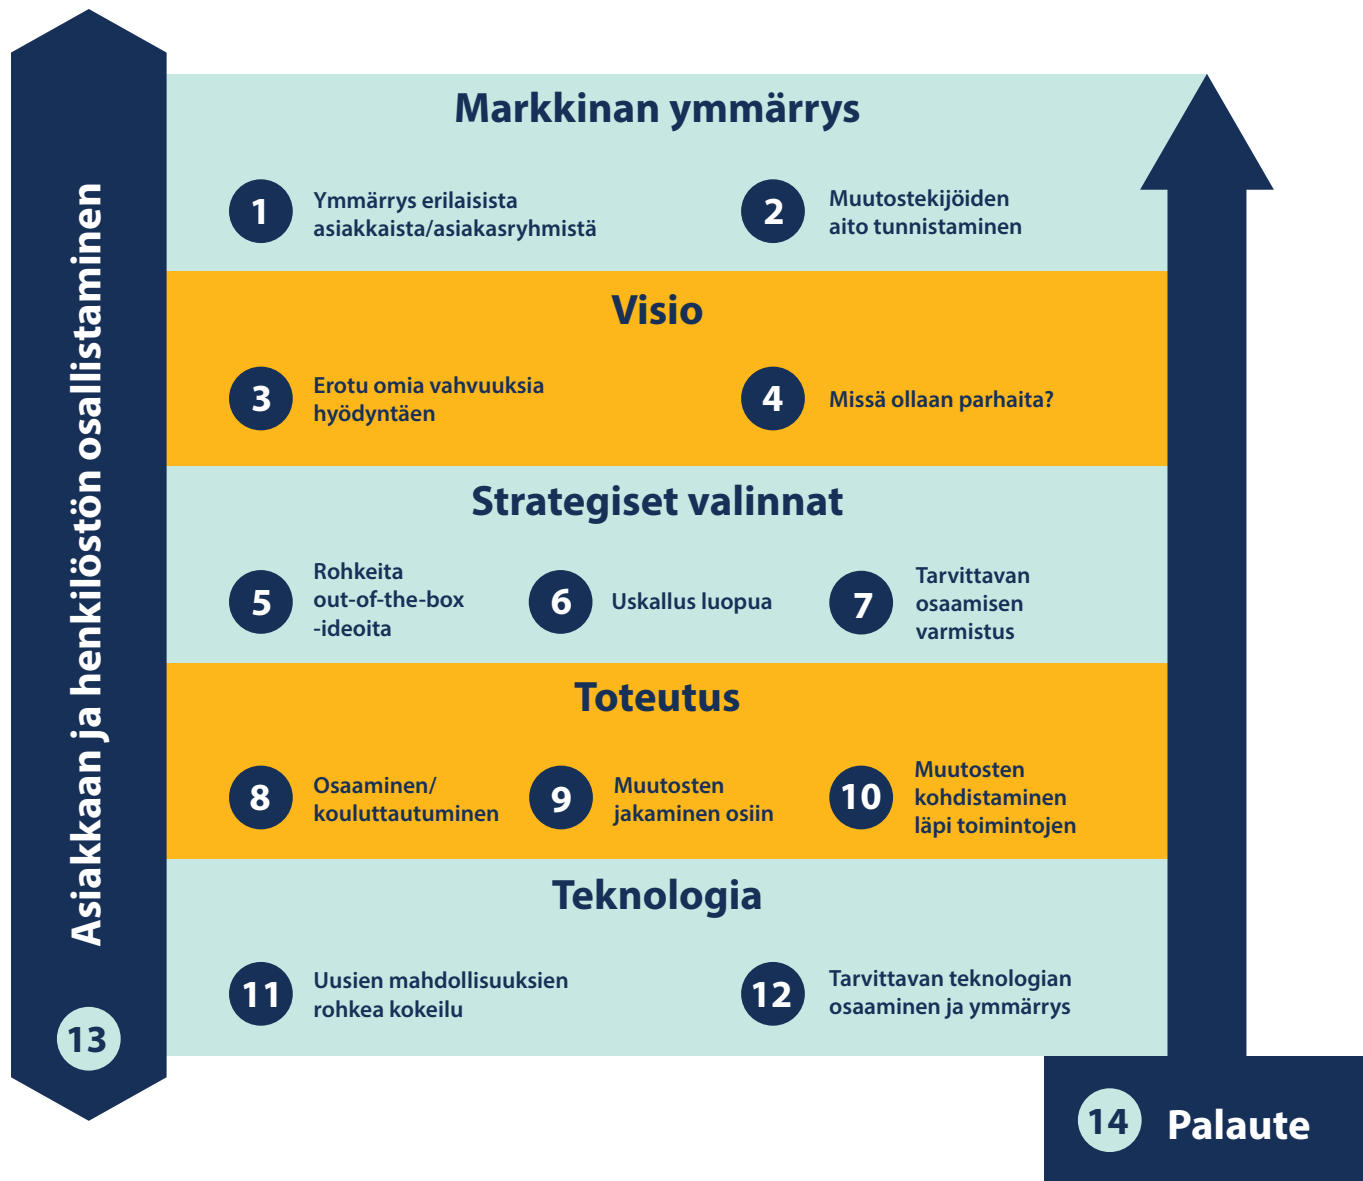 Asiakkaan ja henkilöstön osallistaminen
13
Markkinan ymmärrys
1
Ymmärrys erilaisista
asiakkaista/asiakasryhmistä
2
Muutostekijöiden
aito tunnistaminen
Visio
3
Erotu omia vahvuuksia
hyödyntäen
4
Missä ollaan parhaita?
Strategiset valinnat
5
Rohkeita
out-of-the-box
-ideoita
6
Uskallus luopua
7
Tarvittavan
osaamisen
varmistus
Toteutus
8
Osaaminen/
kouluttautuminen
9
Muutosten
jakaminen osiin
10
Muutosten
kohdistaminen
läpi toimintojen
Teknologia
11
Uusien mahdollisuuksien
rohkea kokeilu
12
Tarvittavan teknologian
osaaminen ja ymmärrys
14
Palaute